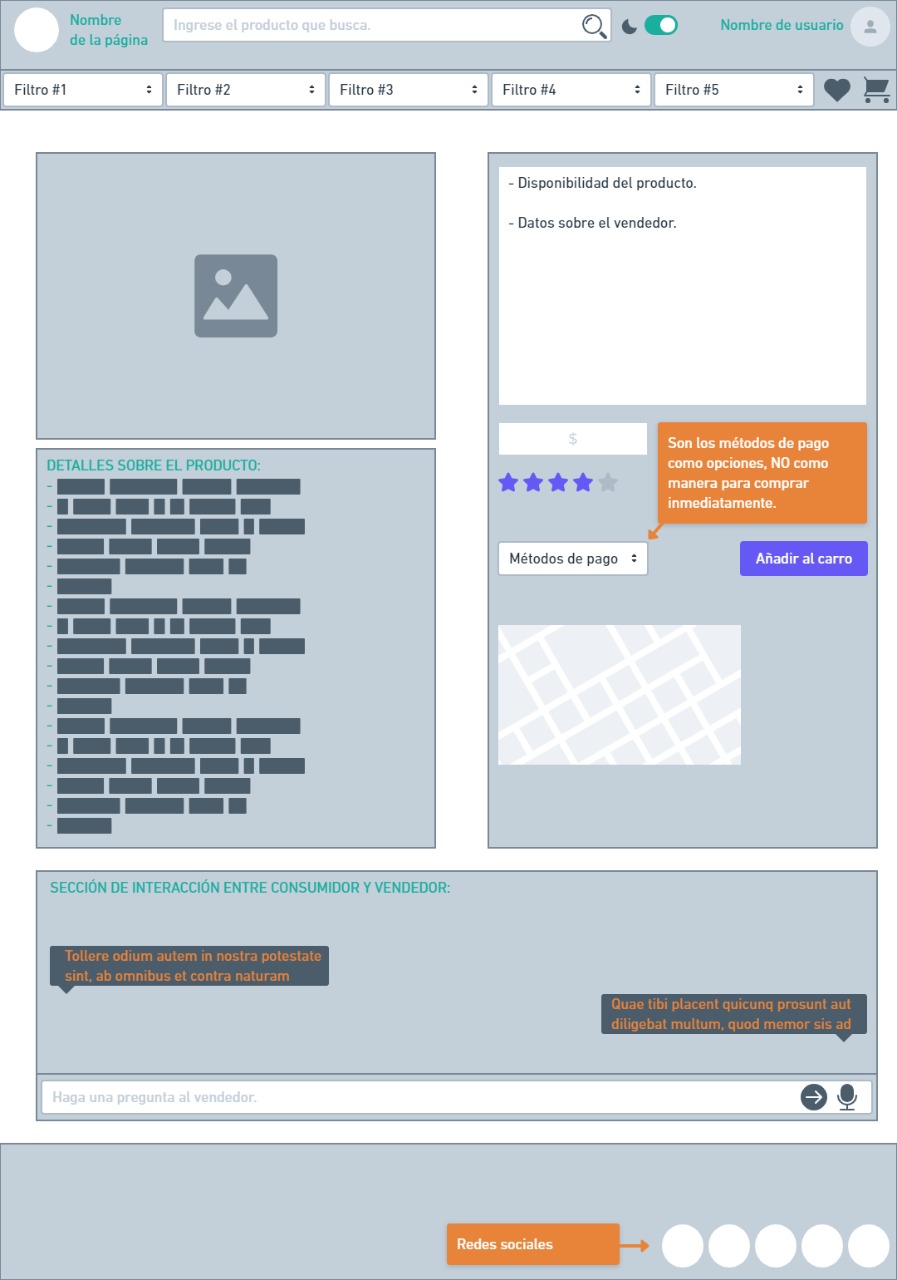 Nombre
de la página
Ingrese el producto que busca.
Nombre de usuario
Filtro #1
Filtro #2
Filtro #3
Filtro #4
Filtro #5
- Disponibilidad del producto.
- Datos sobre el vendedor.
$
Son los métodos de pago
como opciones, NO como
manera para comprar
inmediatamente.
Métodos de pago
Añadir al carro
DETALLES SOBRE EL PRODUCTO:
SECCIÓN DE INTERACCIÓN ENTRE CONSUMIDOR Y VENDEDOR:
Tollere odium autem in nostra potestate
sint, ab omnibus et contra naturam
Quae tibi placent quicunq prosunt aut
diligebat multum, quod memor sis ad
Haga una pregunta al vendedor.
Redes sociales